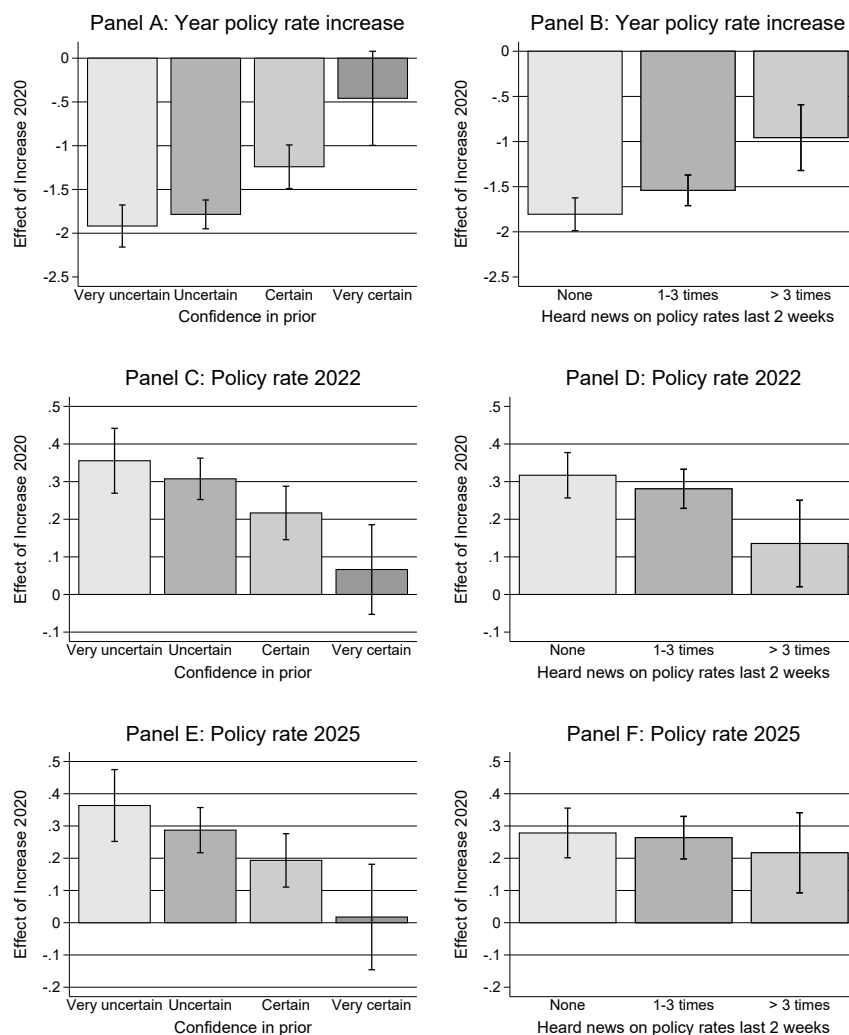 Panel A: Year policy rate increase
Effect of Increase 2020
0
-.5
-1
-1.5
-2
-2.5
Very uncertain Uncertain Certain Very certain
Confidence in prior
Panel B: Year policy rate increase
Effect of Increase 2020
0
-.5
-1
-1.5
-2
-2.5
None 1-3 times > 3 times
Heard news on policy rates last 2 weeks
Panel C: Policy rate 2022
Effect of Increase 2020
.5
.4
.3
.2
.1
0
-.1
Very uncertain Uncertain Certain Very certain
Confidence in prior
Panel D: Policy rate 2022
Effect of Increase 2020
.5
.4
.3
.2
.1
0
-.1
None 1-3 times > 3 times
Heard news on policy rates last 2 weeks
Panel E: Policy rate 2025
Effect of Increase 2020
.5
.4
.3
.2
.1
0
-.1
-.2
Very uncertain Uncertain Certain Very certain
Confidence in prior
Panel F: Policy rate 2025
Effect of Increase 2020
.5
.4
.3
.2
.1
0
-.1
-.2
None 1-3 times > 3 times
Heard news on policy rates last 2 weeks